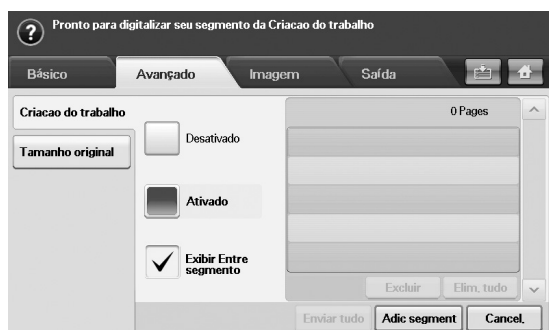 Pronto para digitalizar seu segmento da Criacao do trabalho
Básico
Avançado
Imagem
Saída
Criacao do trabalho
Tamanho original
Desativado
Ativado
Exibir Entre
segmento
0 Pages
Excluir
Elim, tudo
Enviar tudo
Adic segment
Cancel.